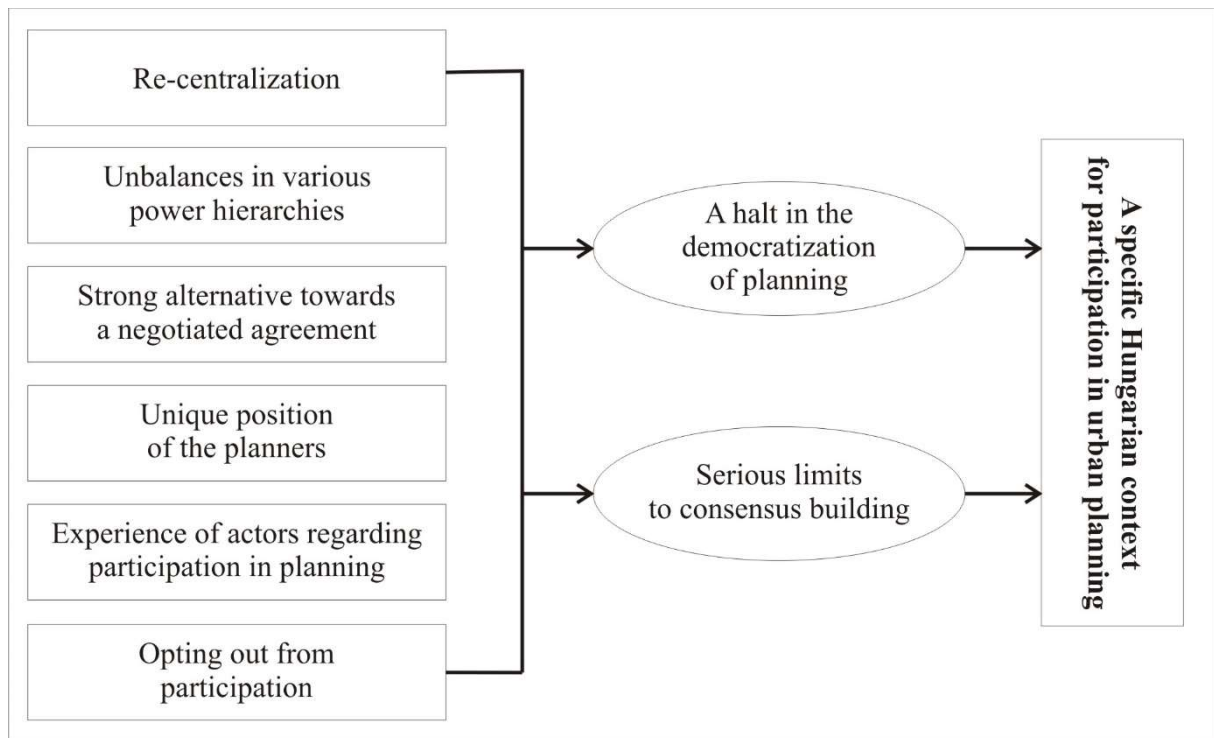 Re-centralization
Unbalances in various
power hierarchies
Strong alternative towards
a negotiated agreement
Unique position
of the planners
Experience of actors regarding
participation in planning
Opting out from
participation
A halt in the
democratization
of planning
Serious limits
to consensus building
A specific Hungarian context
for participation in urban planning